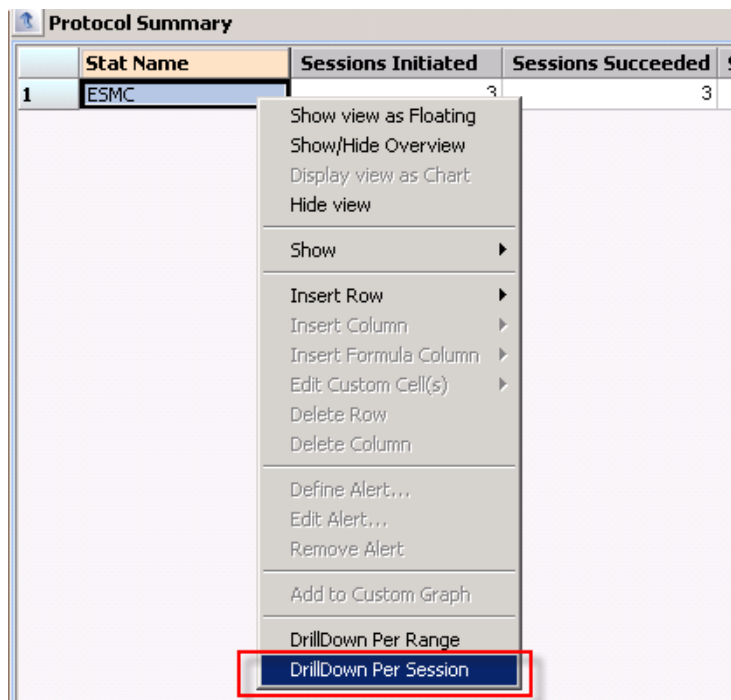 Protocol Summary
Stat Name Sessions Initiated Sessions Succeeded
1 ESMC 3 3
Show view as Floating
Show/Hide Overview
Display view as Chart
Hide view
Show
Insert Row
Insert Column
Insert Formula Column
Edit Custom Cell(s)
Delete Row
Delete Column
Define Alert...
Edit Alert...
Remove Alert
Add to Custom Graph
DrillDown Per Range
DrillDown Per Session